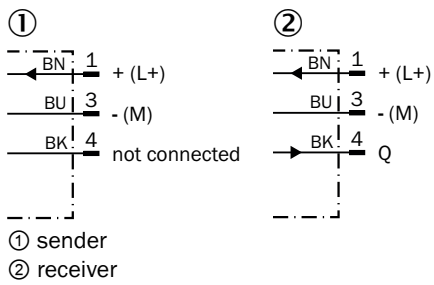 ① ②
BN 1 + (L+) BN 1 + (L+)
BU 3 - (M) BU 3 - (M)
BK 4 not connected BK 4 Q
① sender
② receiver